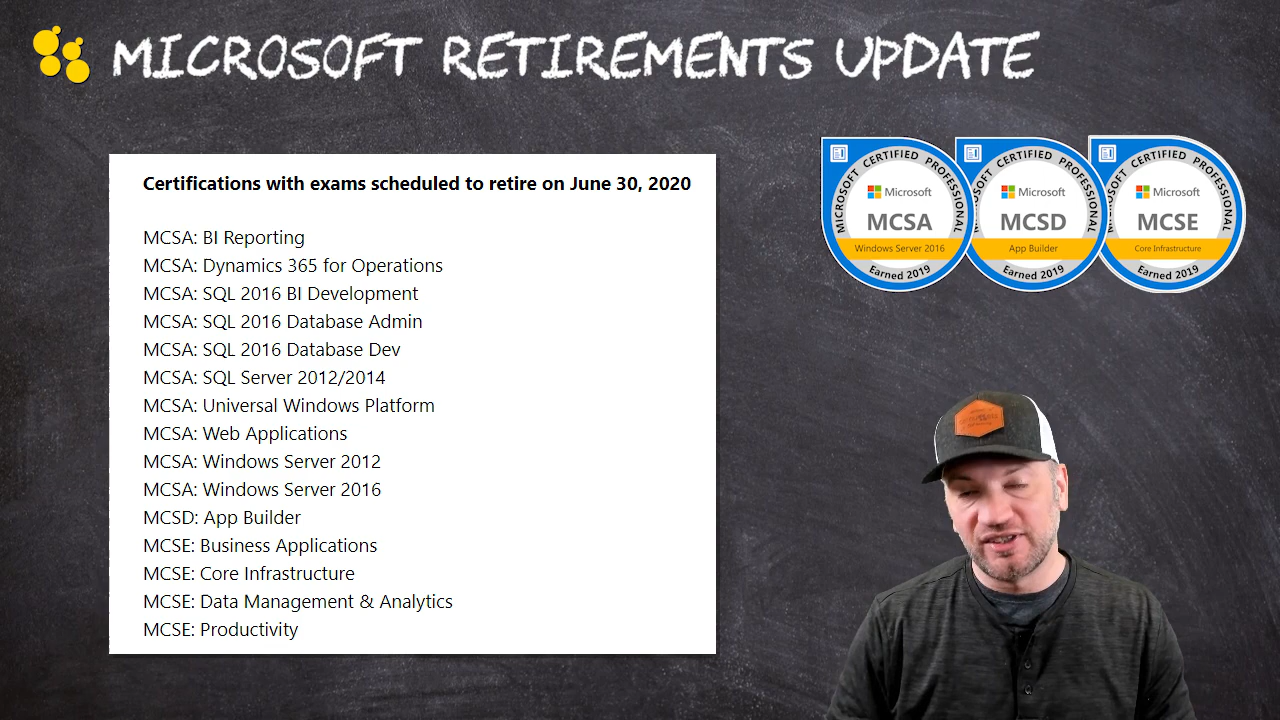 MICROSOFT RETIREMENTS UPDATE
Certifications with exams scheduled to retire on June 30, 2020
MCSA: BI Reporting
MCSA: Dynamics 365 for Operations
MCSA: SQL 2016 BI Development
MCSA: SQL 2016 Database Admin
MCSA: SQL 2016 Database Dev
MCSA: SQL Server 2012/2014
MCSA: Universal Windows Platform
MCSA: Web Applications
MCSA: Windows Server 2012
MCSA: Windows Server 2016
MCSD: App Builder
MCSE: Business Applications
MCSE: Core Infrastructure
MCSE: Data Management & Analytics
MCSE: Productivity
MICROSOFT CERTIFIED PROFESSIONAL
Microsoft
MCSA
Windows Server 2016
Earned 2019
CERTIFIED PROFESSIONAL
Microsoft
MCSD
App Builder
Earned 2019
CERTIFIED PROFESSIONAL
Microsoft
MCSE
Core Infrastructure
Earned 2019